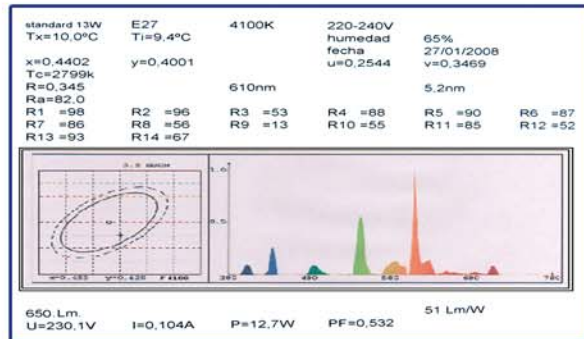 standard 13W E27 4100K 220-240V
Tx=10,0ºC Ti=9,4ºC humedad 65%
fecha 27/01/2008
x=0,4402 y=0,4001 u=0,2544 v=0,3469
Tc=2799k
R=0,345 610nm 5,2nm
Ra=82,0
R1 =98 R2 =96 R3 =53 R4 =88 R5 =90 R6 =87
R7 =86 R8 =56 R9 =13 R10 =55 R11 =85 R12 =52
R13 =93 R14 =67
1.0
0.5
380 480 700
650.Lm. 51 Lm/W
U=230,1V I=0,104A P=12,7W PF=0,532